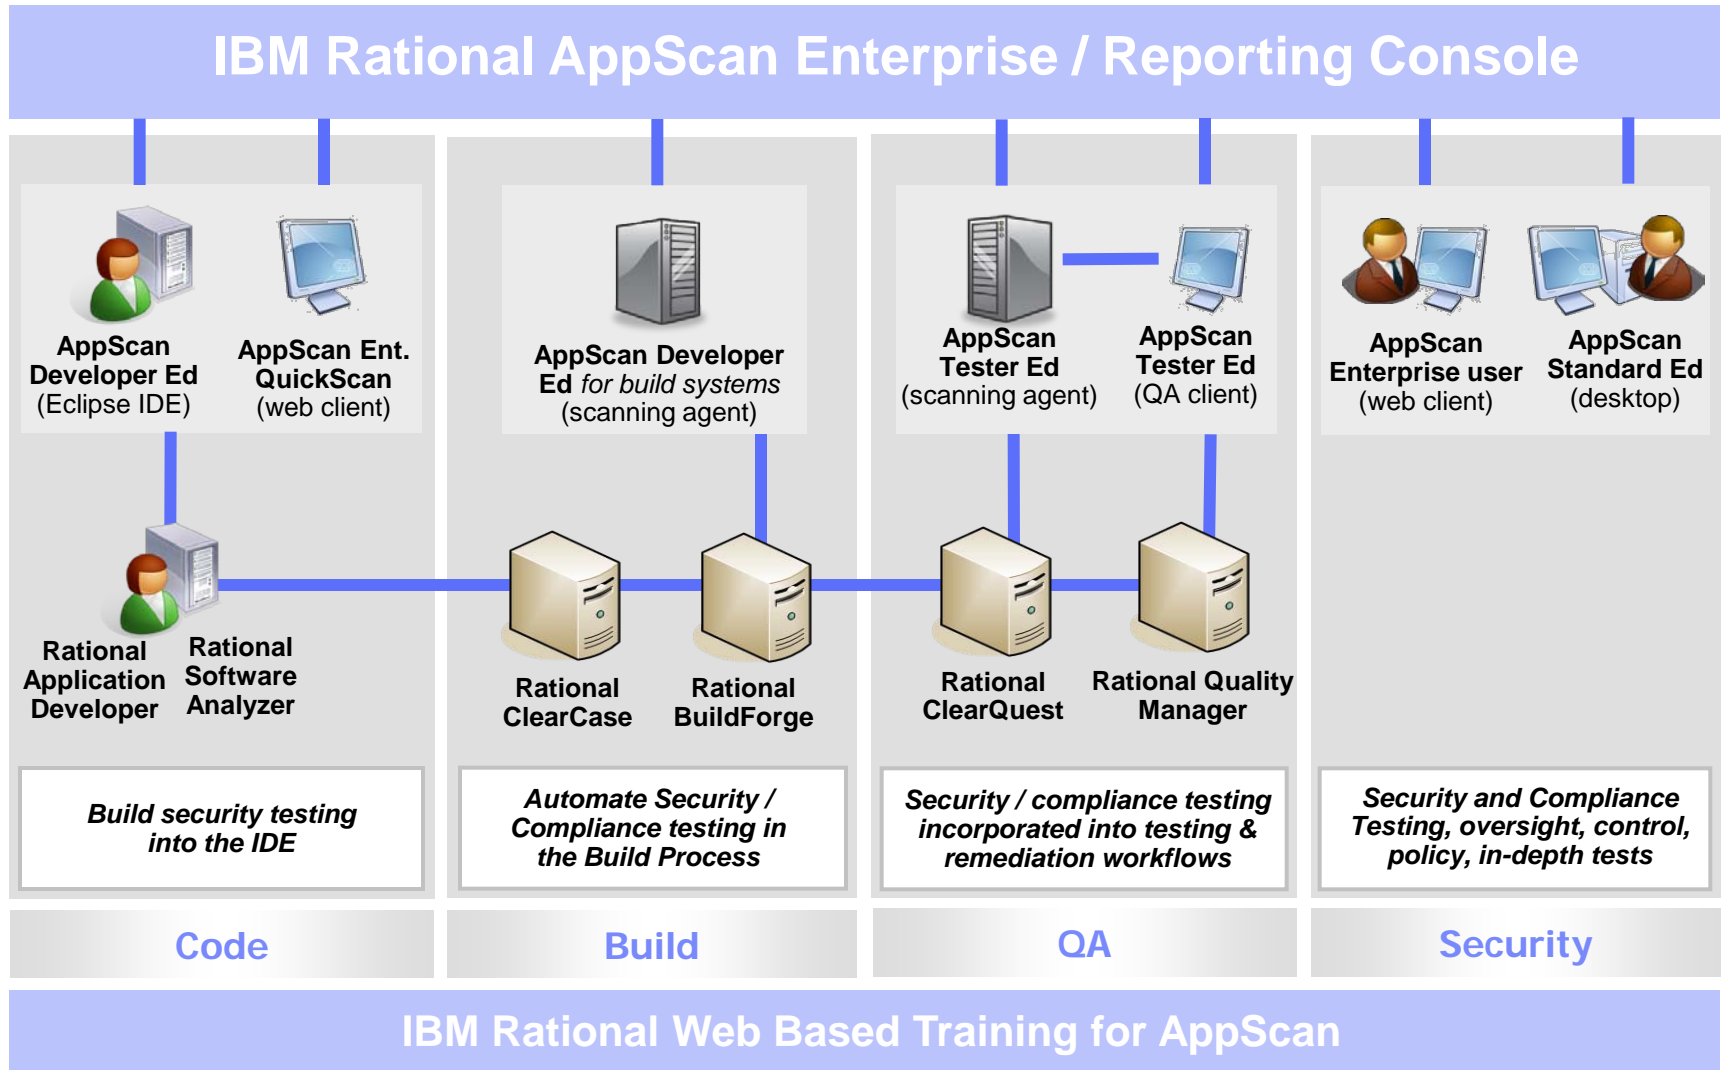 IBM Rational AppScan Enterprise / Reporting Console
AppScan
Developer Ed
(Eclipse IDE)
AppScan Ent.
QuickScan
(web client)
AppScan Developer
Ed for build systems
(scanning agent)
AppScan
Tester Ed
(scanning agent)
AppScan
Tester Ed
(QA client)
AppScan
Enterprise user
(web client)
AppScan
Standard Ed
(desktop)
Rational
Application
Developer
Rational
Software
Analyzer
Rational
ClearCase
Rational
BuildForge
Rational
ClearQuest
Rational Quality
Manager
Build security testing
into the IDE
Automate Security /
Compliance testing in
the Build Process
Security / compliance testing
incorporated into testing &
remediation workflows
Security and Compliance
Testing, oversight, control,
policy, in-depth tests
Code
Build
QA
Security
IBM Rational Web Based Training for AppScan